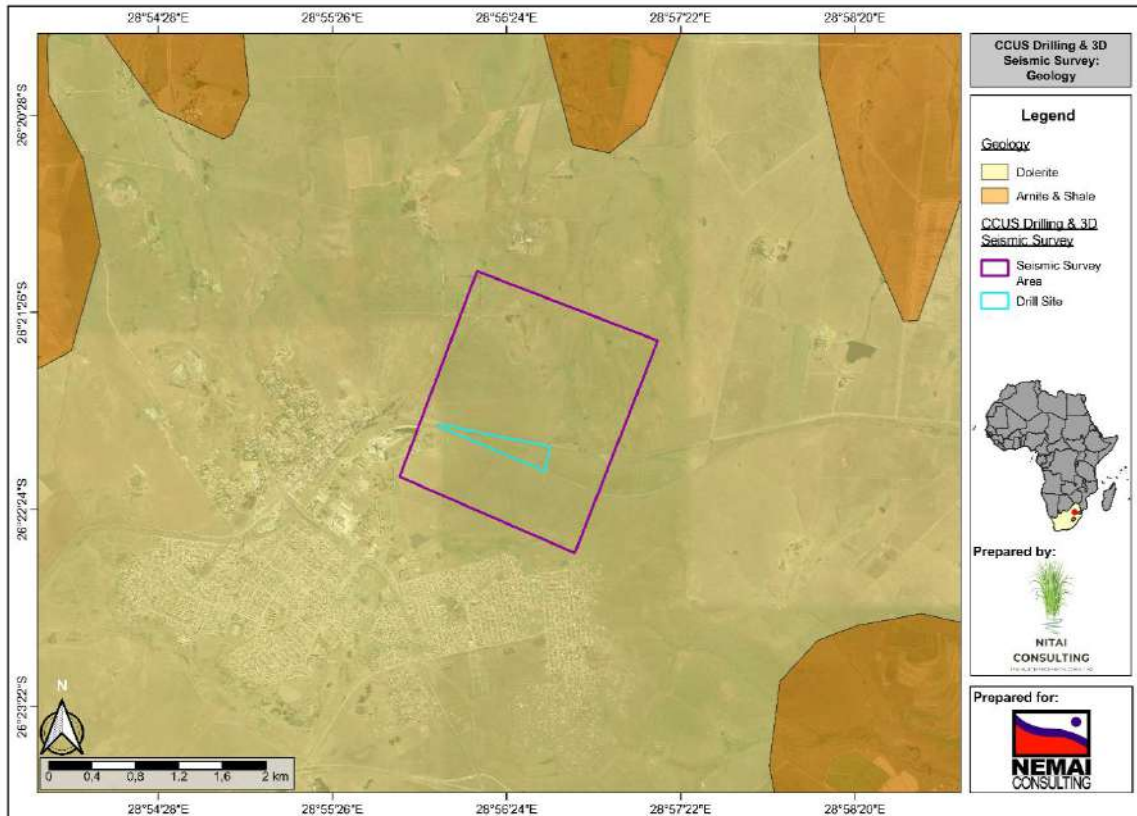 28°54'28"E 28°55'26"E 28°56'24"E 28°57'22"E 28°58'20"E
26°20'28"S
26°21'26"S
26°22'24"S
26°23'22"S
N
0 0,4 0,8 1,2 1,6 2 km
28°54'28"E 28°55'26"E 28°56'24"E 28°57'22"E 28°58'20"E
CCUS Drilling & 3D
Seismic Survey:
Geology
Legend
Geology
Dolerite
Arnite & Shale
CCUS Drilling & 3D
Seismic Survey
Seismic Survey
Area
Drill Site
Prepared by:
NITAI
CONSULTING
Prepared for:
NEMAI
CONSULTING